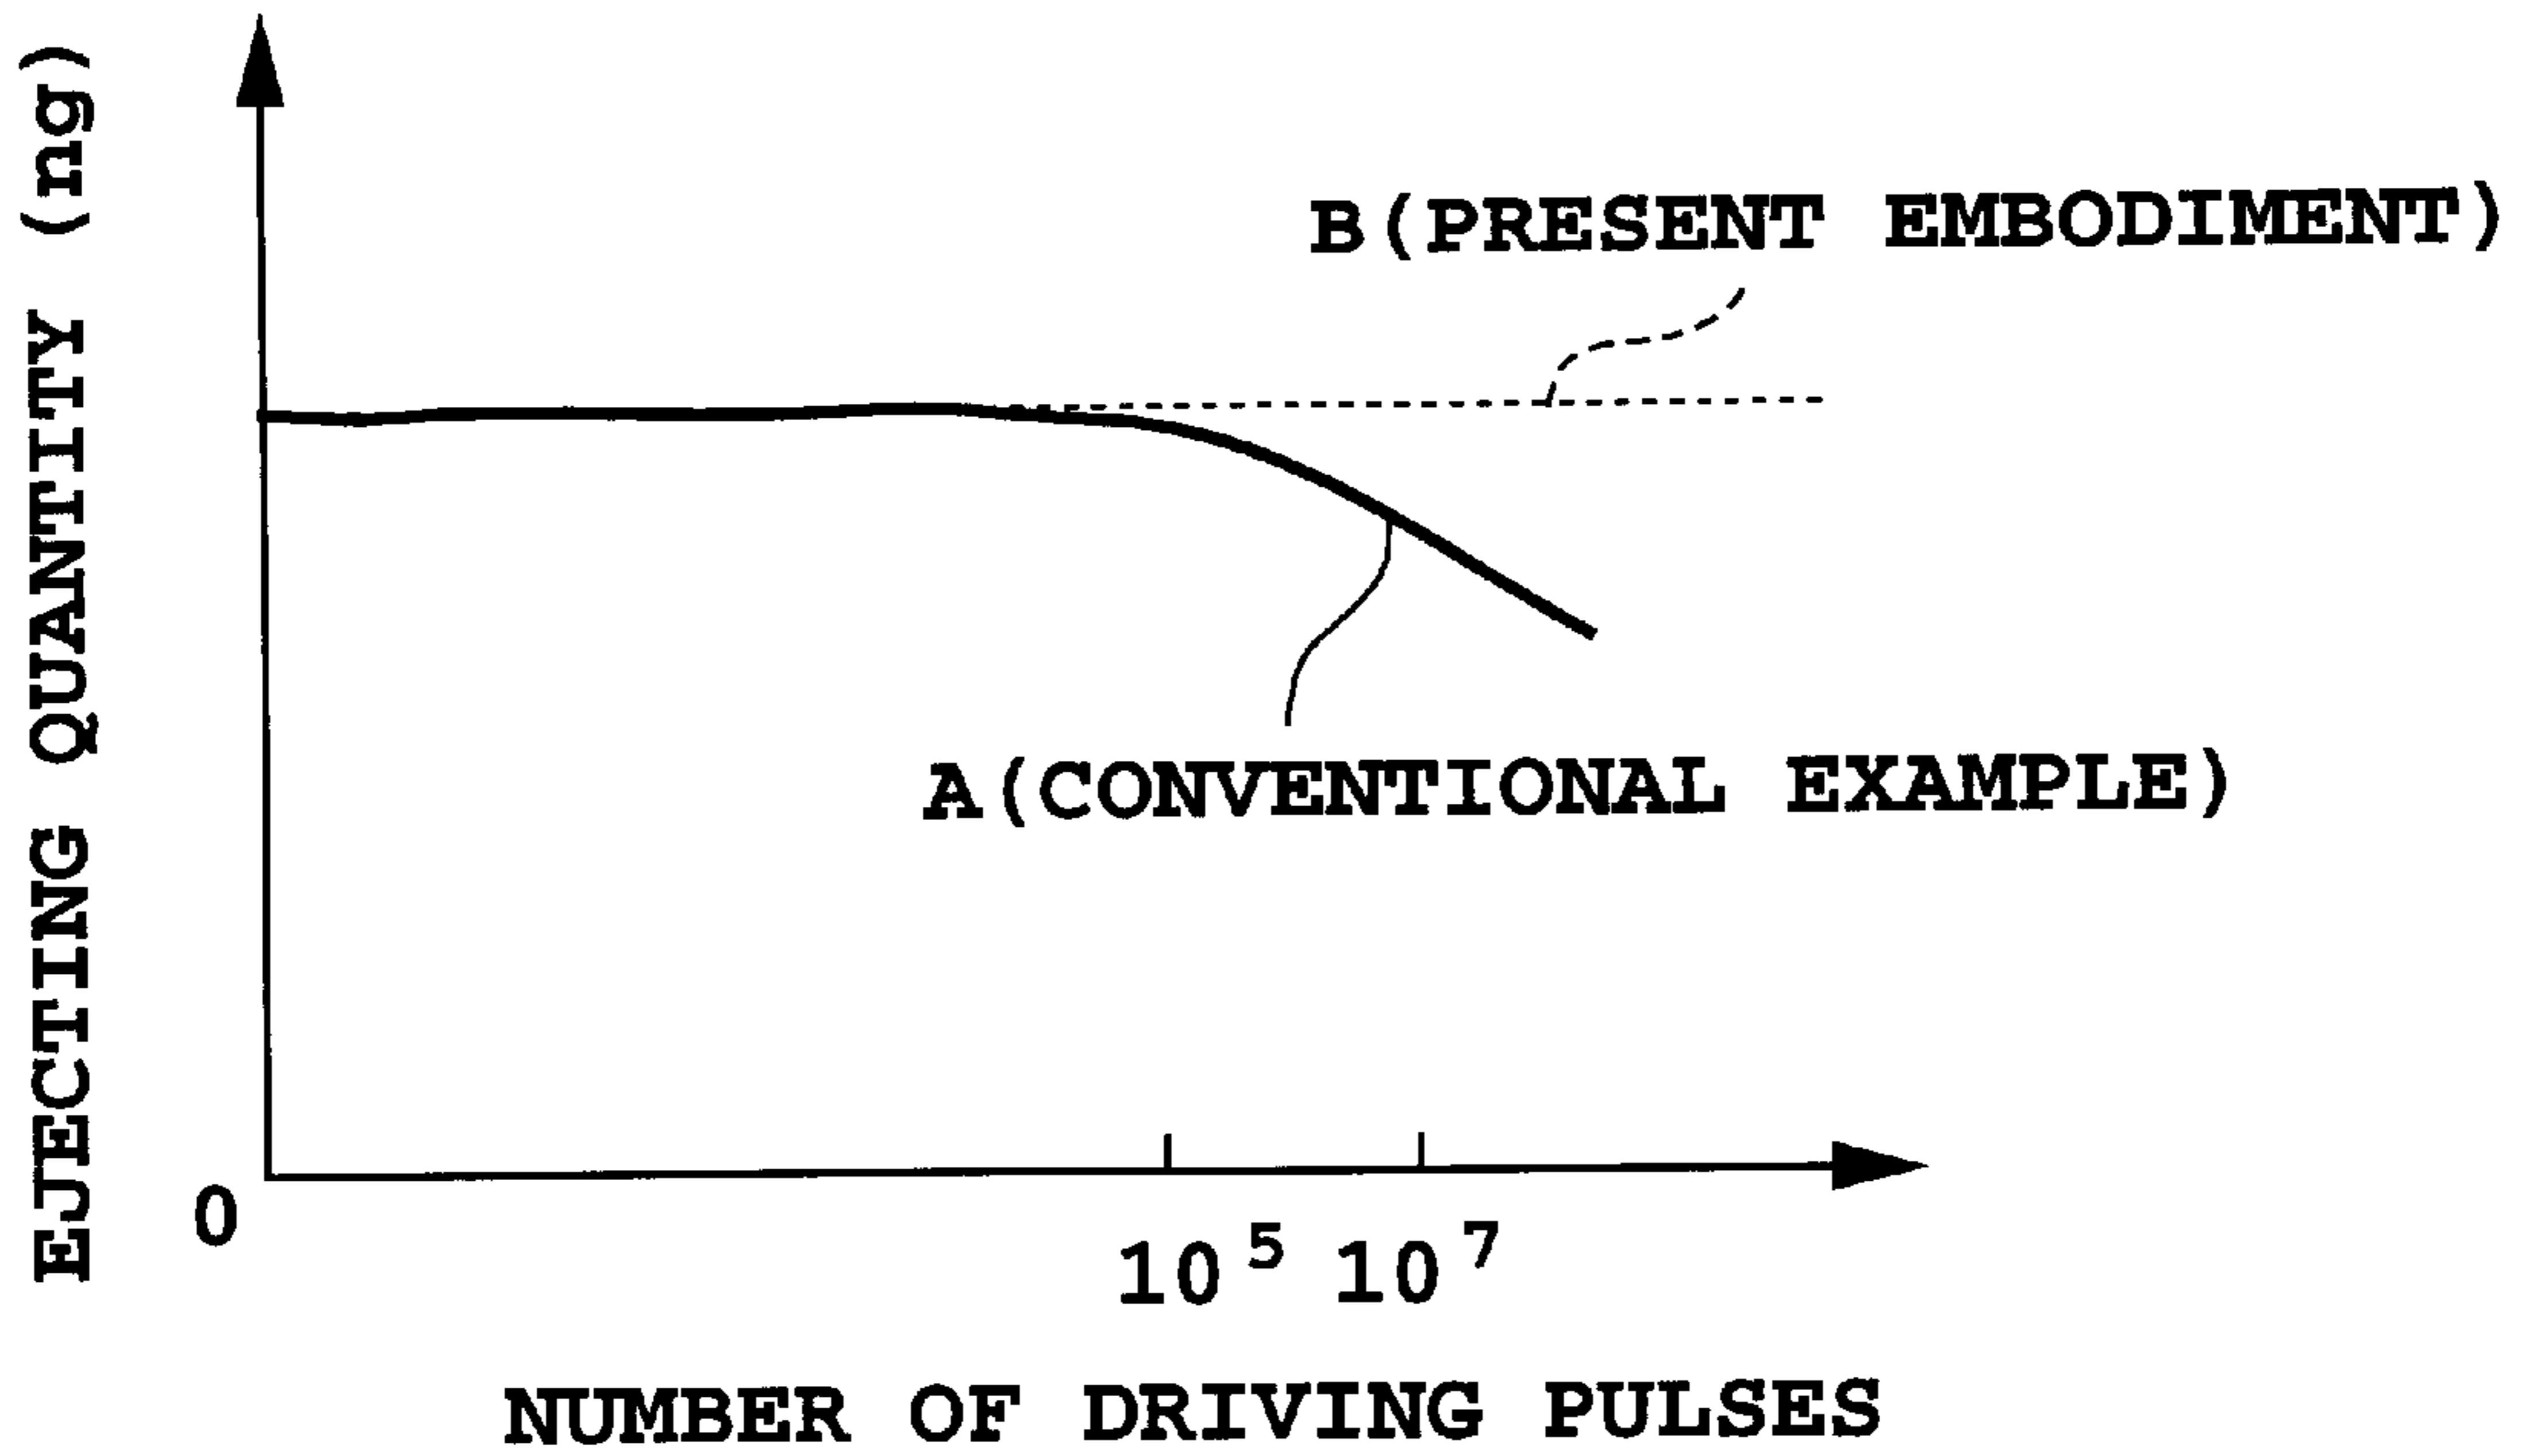 EJECTING QUANTITY (ng)
B(PRESENT EMBODIMENT)
A(CONVENTIONAL EXAMPLE)
0
10⁵ 10⁷
NUMBER OF DRIVING PULSES